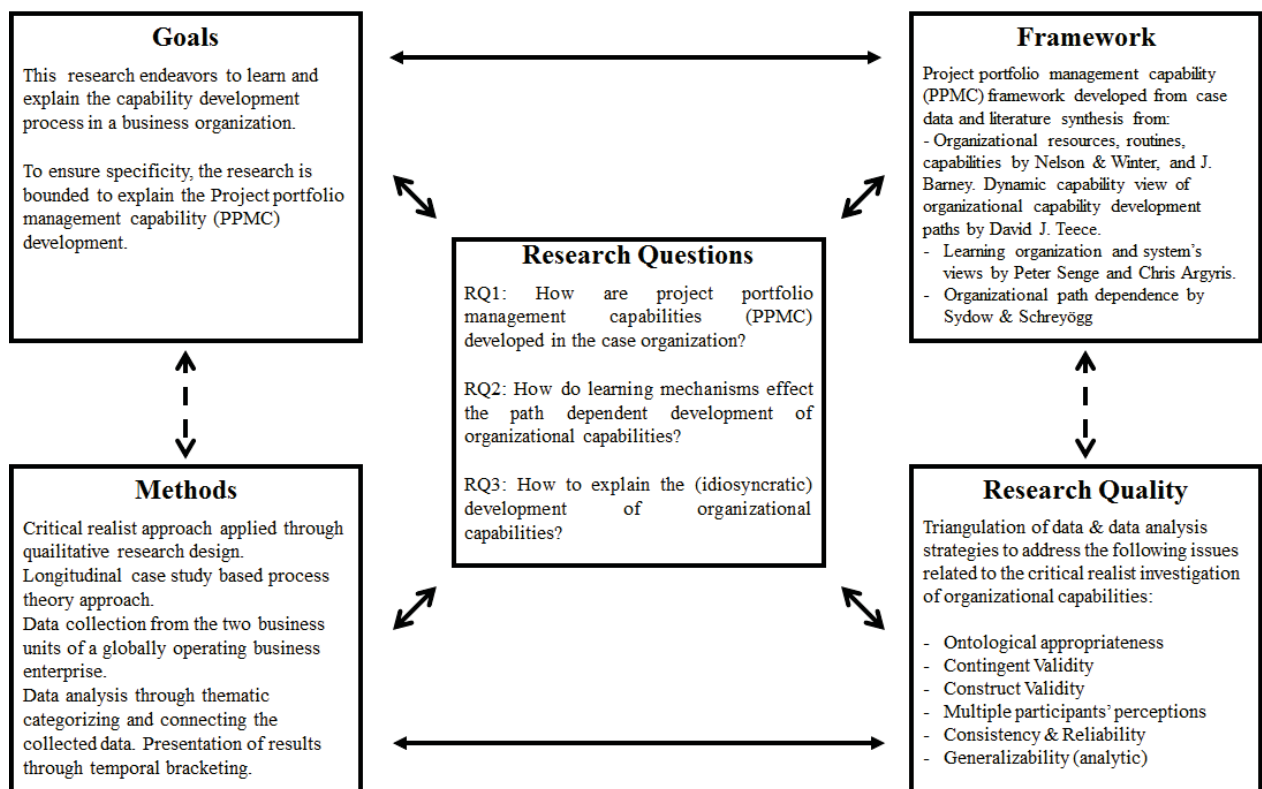 Goals
This research endeavors to learn and
explain the capability development
process in a business organization.
To ensure specificity, the research is
bounded to explain the Project portfolio
management capability (PPMC)
development.
Framework
Project portfolio management capability
(PPMC) framework developed from case
data and literature synthesis from:
- Organizational resources, routines,
capabilities by Nelson & Winter, and J.
Barney. Dynamic capability view of
organizational capability development
paths by David J. Teece.
- Learning organization and system's
views by Peter Senge and Chris Argyris.
- Organizational path dependence by
Sydow & Schreyögg
Research Questions
RQ1: How are project portfolio
management capabilities (PPMC)
developed in the case organization?
RQ2: How do learning mechanisms effect
the path dependent development of
organizational capabilities?
RQ3: How to explain the (idiosyncratic)
development of organizational
capabilities?
Methods
Critical realist approach applied through
quailitative research design.
Longitudinal case study based process
theory approach.
Data collection from the two business
units of a globally operating business
enterprise.
Data analysis through thematic
categorizing and connecting the
collected data. Presentation of results
through temporal bracketing.
Research Quality
Triangulation of data & data analysis
strategies to address the following issues
related to the critical realist investigation
of organizational capabilities:
- Ontological appropriateness
- Contingent Validity
- Construct Validity
- Multiple participants' perceptions
- Consistency & Reliability
- Generalizability (analytic)